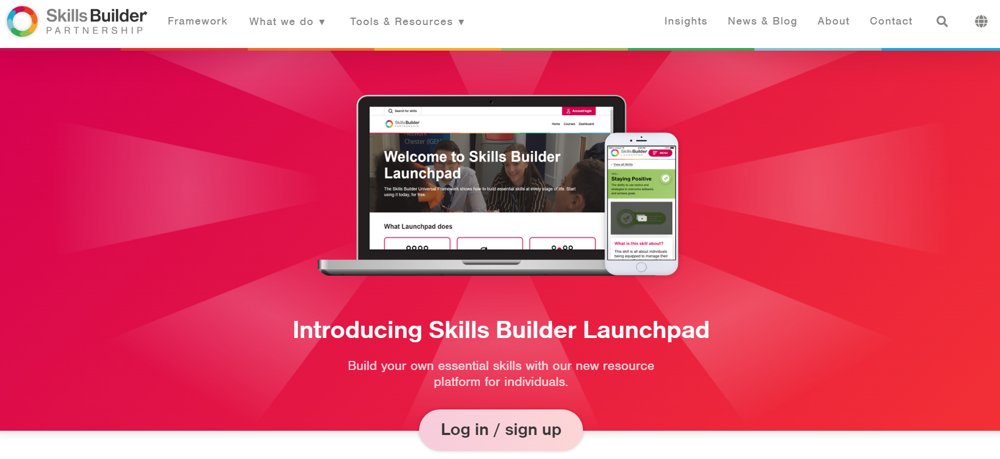 Skills Builder
PARTNERSHIP
Framework
What we do ▼
Tools & Resources ▼
Insights
News & Blog
About
Contact
Search for skills
Account login
Skills Builder
PARTNERSHIP
Home Courses Dashboard
Network
Chester (IGEN)
Welcome to Skills Builder
Launchpad
The Skills Builder Universal Framework shows how to build essential skills at every stage of life. Start
using it today, for free.
What Launchpad does
Skills Builder
LAUNCHPAD
MENU
< View all Skills
SKILL
Staying Positive
The ability to use tactics and
strategies to overcome setbacks
and achieve goals.
What is this skill about?
This skill is all about individuals
being equipped to manage their
Introducing Skills Builder Launchpad
Build your own essential skills with our new resource
platform for individuals.
Log in / sign up